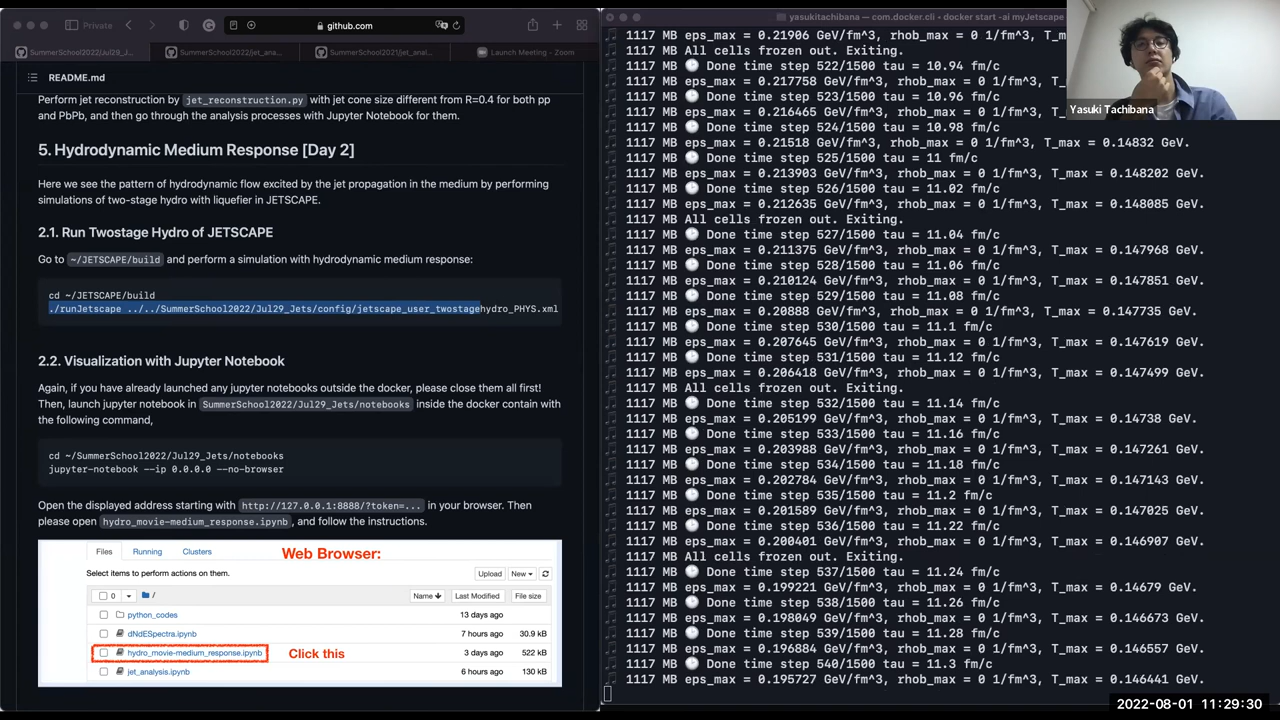 Private
github.com
SummerSchool2022/Jul29_J...
SummerSchool2022/jet_ana...
SummerSchool2021/jet_anal...
Launch Meeting - Zoom
README.md
Perform jet reconstruction by jet_reconstruction.py with jet cone size different from R=0.4 for both pp
and PbPb, and then go through the analysis processes with Jupyter Notebook for them.
5. Hydrodynamic Medium Response [Day 2]
Here we see the pattern of hydrodynamic flow excited by the jet propagation in the medium by performing
simulations of two-stage hydro with liquefier in JETSCAPE.
2.1. Run Twostage Hydro of JETSCAPE
Go to ~/JETSCAPE/build and perform a simulation with hydrodynamic medium response:
cd ~/JETSCAPE/build
./runJetscape ../../SummerSchool2022/Jul29_Jets/config/jetscape_user_twostagehydro_PHYS.xml
2.2. Visualization with Jupyter Notebook
Again, if you have already launched any jupyter notebooks outside the docker, please close them all first!
Then, launch jupyter notebook in SummerSchool2022/Jul29_Jets/notebooks inside the docker contain with
the following command,
cd ~/SummerSchool2022/Jul29_Jets/notebooks
jupyter-notebook --ip 0.0.0.0 --no-browser
Open the displayed address starting with http://127.0.0.1:8888/?token=... in your browser. Then
please open hydro_movie-medium_response.ipynb, and follow the instructions.
Files Running Clusters Web Browser:
Select items to perform actions on them.
Upload New
0 / Name Last Modified File size
python_codes 13 days ago
dNdESpectra.ipynb 7 hours ago 30.9 kB
hydro_movie-medium_response.ipynb Click this 3 days ago 522 kB
jet_analysis.ipynb 6 hours ago 130 kB
yasukitachibana — com.docker.cli • docker start -ai myJetscape
1117 MB eps_max = 0.21906 GeV/fm^3, rhob_max = 0 1/fm^3, T_m
1117 MB All cells frozen out. Exiting.
1117 MB Done time step 522/1500 tau = 10.94 fm/c
1117 MB eps_max = 0.217758 GeV/fm^3, rhob_max = 0 1/fm^3,
1117 MB Done time step 523/1500 tau = 10.96 fm/c
1117 MB eps_max = 0.216465 GeV/fm^3, rhob_max = 0 1/fm^3,
1117 MB Done time step 524/1500 tau = 10.98 fm/c
1117 MB eps_max = 0.21518 GeV/fm^3, rhob_max = 0 1/fm^3, T_max = 0.14832 GeV.
1117 MB Done time step 525/1500 tau = 11 fm/c
1117 MB eps_max = 0.213903 GeV/fm^3, rhob_max = 0 1/fm^3, T_max = 0.148202 GeV.
1117 MB Done time step 526/1500 tau = 11.02 fm/c
1117 MB eps_max = 0.212635 GeV/fm^3, rhob_max = 0 1/fm^3, T_max = 0.148085 GeV.
1117 MB All cells frozen out. Exiting.
1117 MB Done time step 527/1500 tau = 11.04 fm/c
1117 MB eps_max = 0.211375 GeV/fm^3, rhob_max = 0 1/fm^3, T_max = 0.147968 GeV.
1117 MB Done time step 528/1500 tau = 11.06 fm/c
1117 MB eps_max = 0.210124 GeV/fm^3, rhob_max = 0 1/fm^3, T_max = 0.147851 GeV.
1117 MB Done time step 529/1500 tau = 11.08 fm/c
1117 MB eps_max = 0.20888 GeV/fm^3, rhob_max = 0 1/fm^3, T_max = 0.147735 GeV.
1117 MB Done time step 530/1500 tau = 11.1 fm/c
1117 MB eps_max = 0.207645 GeV/fm^3, rhob_max = 0 1/fm^3, T_max = 0.147619 GeV.
1117 MB Done time step 531/1500 tau = 11.12 fm/c
1117 MB eps_max = 0.206418 GeV/fm^3, rhob_max = 0 1/fm^3, T_max = 0.147499 GeV.
1117 MB All cells frozen out. Exiting.
1117 MB Done time step 532/1500 tau = 11.14 fm/c
1117 MB eps_max = 0.205199 GeV/fm^3, rhob_max = 0 1/fm^3, T_max = 0.14738 GeV.
1117 MB Done time step 533/1500 tau = 11.16 fm/c
1117 MB eps_max = 0.203988 GeV/fm^3, rhob_max = 0 1/fm^3, T_max = 0.147261 GeV.
1117 MB Done time step 534/1500 tau = 11.18 fm/c
1117 MB eps_max = 0.202784 GeV/fm^3, rhob_max = 0 1/fm^3, T_max = 0.147143 GeV.
1117 MB Done time step 535/1500 tau = 11.2 fm/c
1117 MB eps_max = 0.201589 GeV/fm^3, rhob_max = 0 1/fm^3, T_max = 0.147025 GeV.
1117 MB Done time step 536/1500 tau = 11.22 fm/c
1117 MB eps_max = 0.200401 GeV/fm^3, rhob_max = 0 1/fm^3, T_max = 0.146907 GeV.
1117 MB All cells frozen out. Exiting.
1117 MB Done time step 537/1500 tau = 11.24 fm/c
1117 MB eps_max = 0.199221 GeV/fm^3, rhob_max = 0 1/fm^3, T_max = 0.14679 GeV.
1117 MB Done time step 538/1500 tau = 11.26 fm/c
1117 MB eps_max = 0.198049 GeV/fm^3, rhob_max = 0 1/fm^3, T_max = 0.146673 GeV.
1117 MB Done time step 539/1500 tau = 11.28 fm/c
1117 MB eps_max = 0.196884 GeV/fm^3, rhob_max = 0 1/fm^3, T_max = 0.146557 GeV.
1117 MB Done time step 540/1500 tau = 11.3 fm/c
1117 MB eps_max = 0.195727 GeV/fm^3, rhob_max = 0 1/fm^3, T_max = 0.146441 GeV.
Yasuki Tachibana
2022-08-01 11:29:30